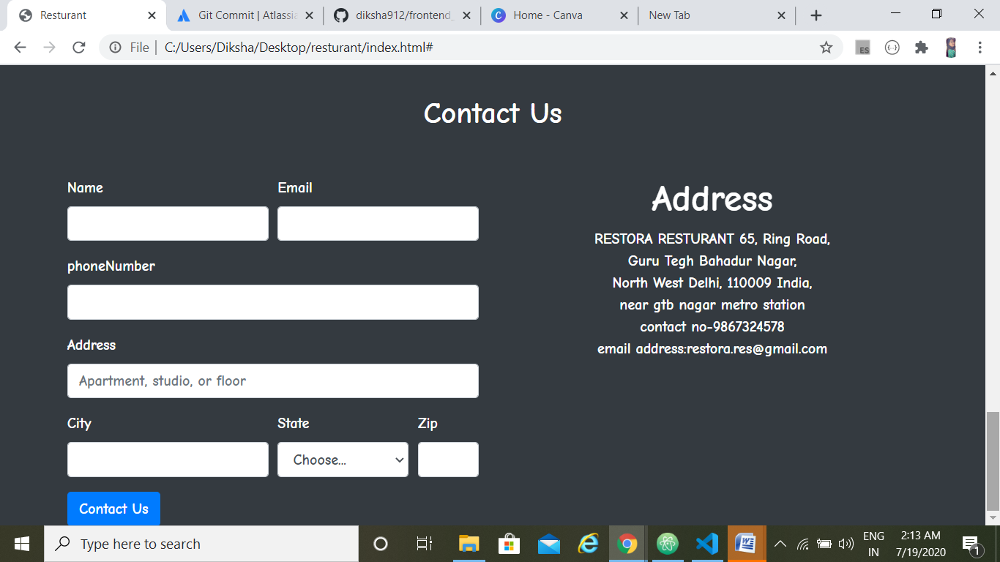 Resturant
Git Commit | Atlassia
diksha912/frontend_
Home - Canva
New Tab
File | C:/Users/Diksha/Desktop/resturant/index.html#
ES
Contact Us
Name Email
phoneNumber
Address
Apartment, studio, or floor
City State Zip
Choose...
Contact Us
Address
RESTORA RESTURANT 65, Ring Road,
Guru Tegh Bahadur Nagar,
North West Delhi, 110009 India,
near gtb nagar metro station
contact no-9867324578
email address:restora.res@gmail.com
Type here to search
ENG
IN
2:13 AM
7/19/2020
1